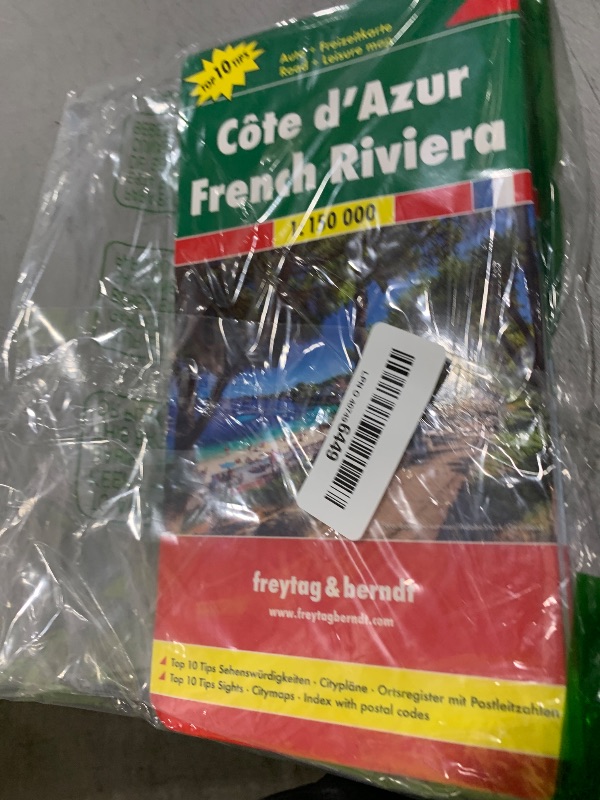 TOP 10 TIPS
Auto • Freizeitkarte
Road • Leisure map
Côte d'Azur
French Riviera
1:150 000
freytag & berndt
www.freytagberndt.com
Top 10 Tips Sehenswürdigkeiten · Citypläne · Ortsregister mit Postleitzahlen
Top 10 Tips Sights · Citymaps · Index with postal codes